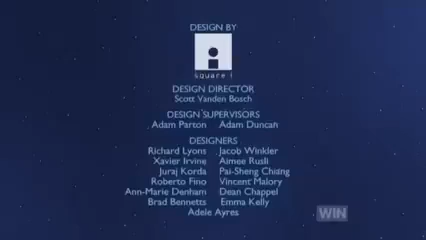 DESIGN BY
square i
DESIGN DIRECTOR
Scott Vanden Bosch
DESIGN SUPERVISORS
Adam Parton Adam Duncan
DESIGNERS
Richard Lyons Jacob Winkler
Xavier Irvine Aimee Rusli
Juraj Korda Pai-Sheng Chiang
Roberto Fino Vincent Malory
Ann-Marie Denham Dean Chappel
Brad Bennetts Emma Kelly
Adele Ayres
WIN